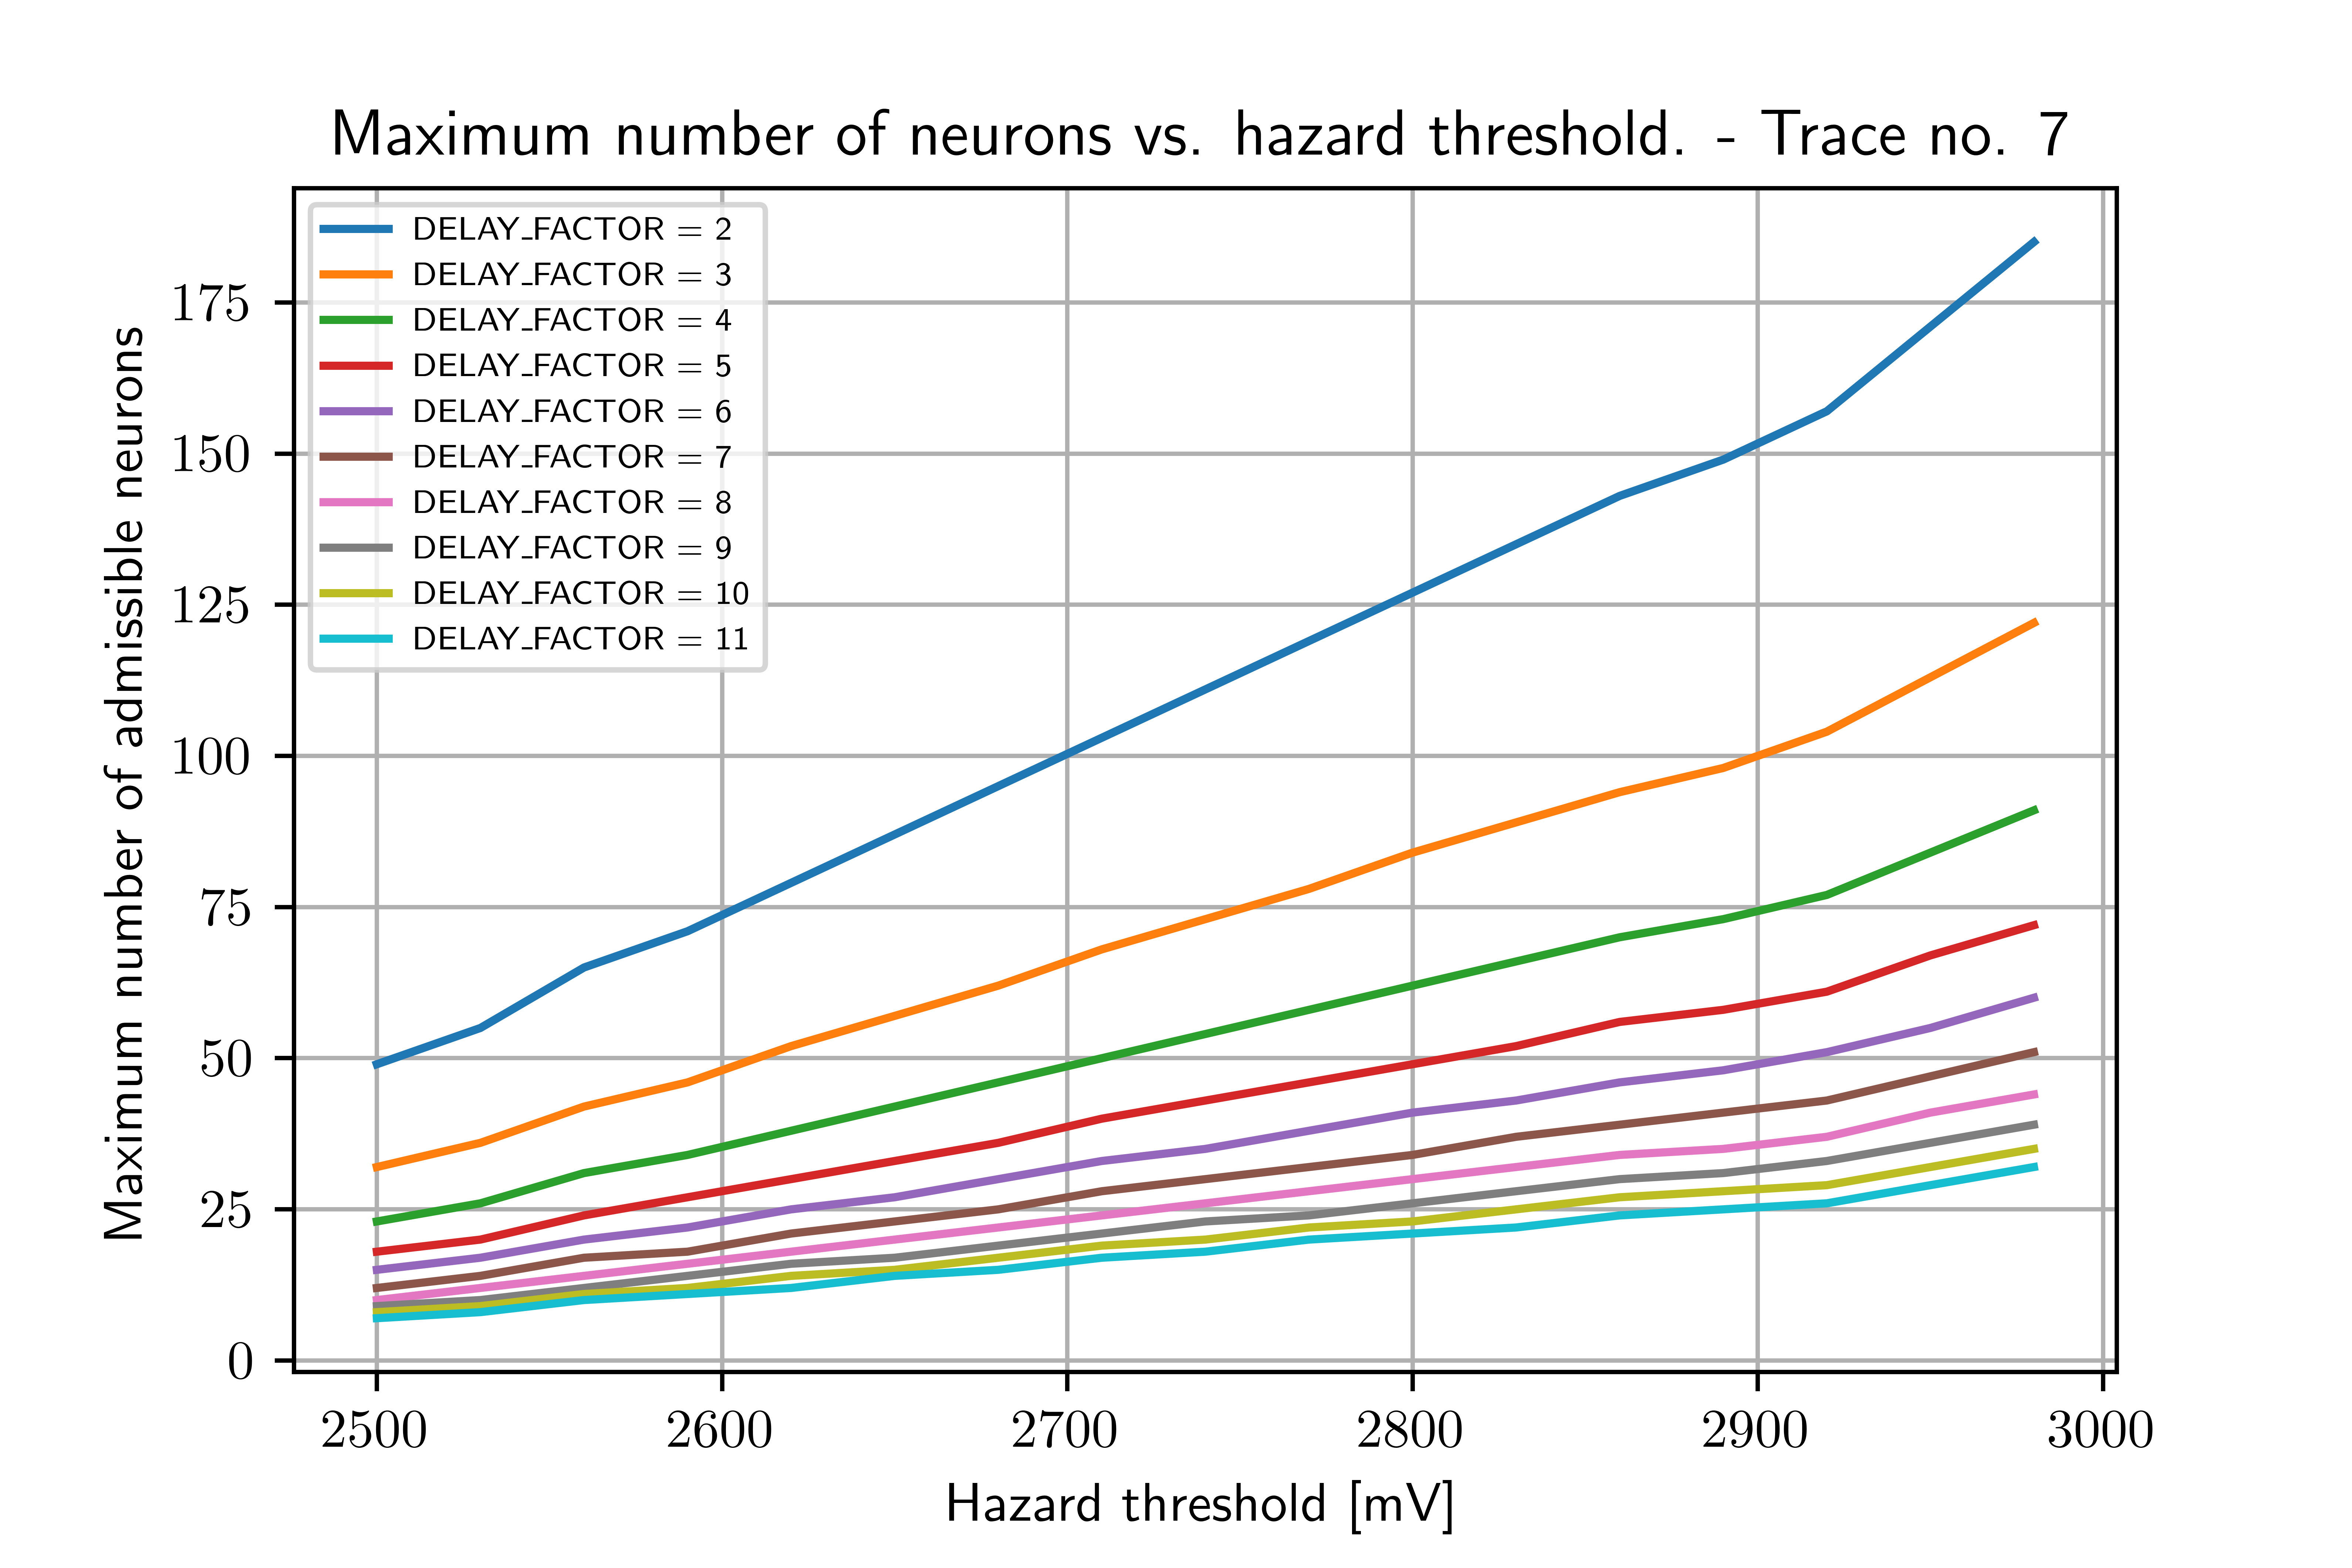 Maximum number of neurons vs. hazard threshold. - Trace no. 7
DELAY_FACTOR = 2
DELAY_FACTOR = 3
DELAY_FACTOR = 4
DELAY_FACTOR = 5
DELAY_FACTOR = 6
DELAY_FACTOR = 7
DELAY_FACTOR = 8
DELAY_FACTOR = 9
DELAY_FACTOR = 10
DELAY_FACTOR = 11
Maximum number of admissible neurons
175
150
125
100
75
50
25
0
2500 2600 2700 2800 2900 3000
Hazard threshold [mV]